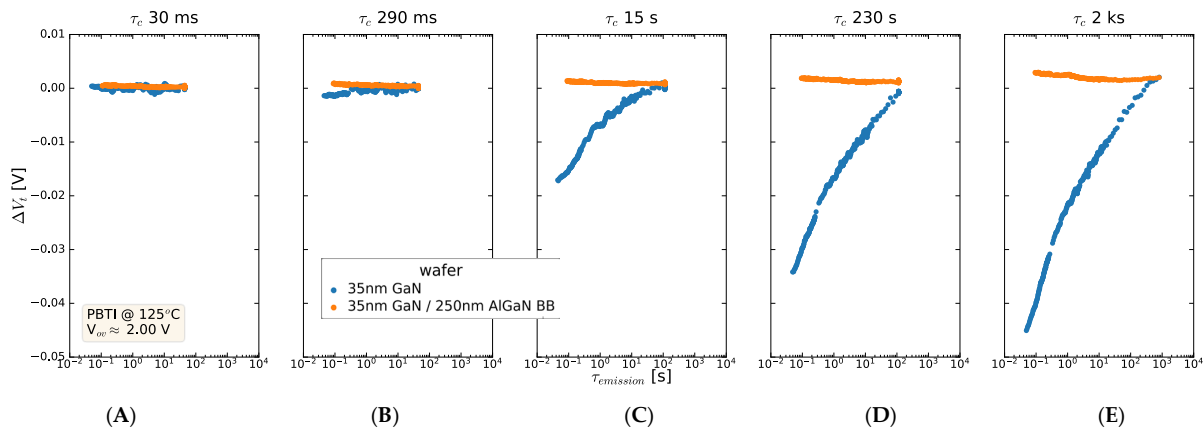 τc 30 ms
τc 290 ms
τc 15 s
τc 230 s
τc 2 ks
0.01
0.00
−0.01
−0.02
−0.03
−0.04
−0.05
ΔVt [V]
PBTI @ 125°C
Vov ≈ 2.00 V
wafer
35nm GaN
35nm GaN / 250nm AlGaN BB
10⁻² 10⁻¹ 10⁰ 10¹ 10² 10³ 10⁴
10⁻² 10⁻¹ 10⁰ 10¹ 10² 10³ 10⁴
10⁻² 10⁻¹ 10⁰ 10¹ 10² 10³ 10⁴
10⁻² 10⁻¹ 10⁰ 10¹ 10² 10³ 10⁴
10⁻² 10⁻¹ 10⁰ 10¹ 10² 10³ 10⁴
τemission [s]
(A)
(B)
(C)
(D)
(E)